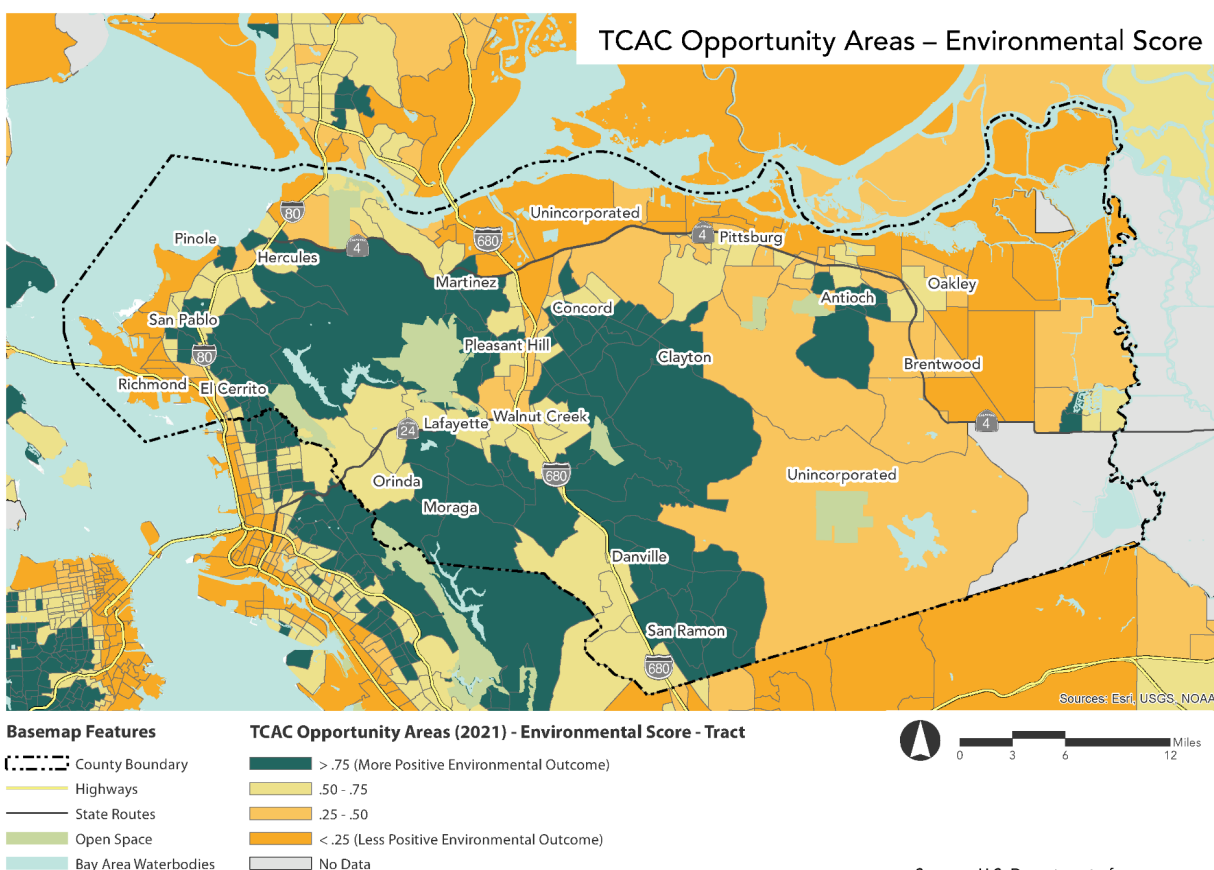 TCAC Opportunity Areas – Environmental Score
80
Unincorporated
Pinole
680
4
Pittsburg
4
Hercules
Martinez
Oakley
Antioch
Concord
San Pablo
Pleasant Hill
80
Clayton
Brentwood
Richmond
El Cerrito
Walnut Creek
Lafayette
24
4
680
Unincorporated
Orinda
Moraga
Danville
San Ramon
680
Sources: Esri, USGS, NOAA
Basemap Features
County Boundary
Highways
State Routes
Open Space
Bay Area Waterbodies
TCAC Opportunity Areas (2021) - Environmental Score - Tract
> .75 (More Positive Environmental Outcome)
.50 - .75
.25 - .50
< .25 (Less Positive Environmental Outcome)
No Data
Miles
0 3 6 12